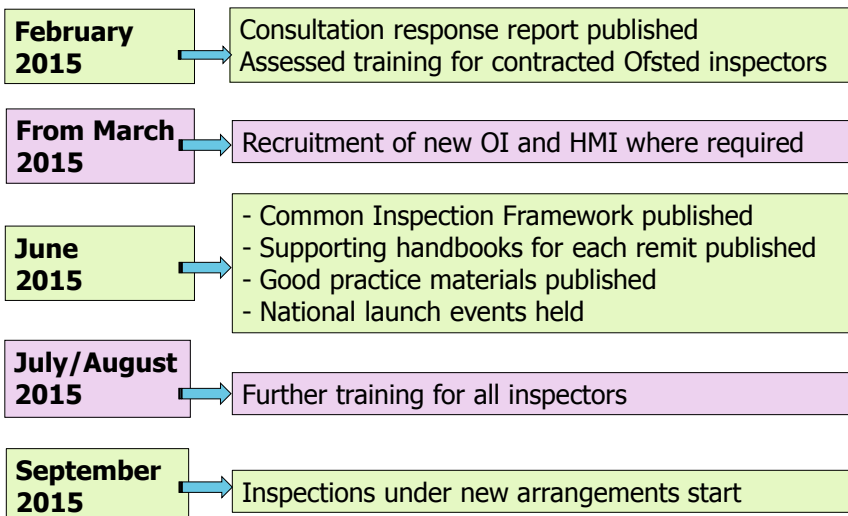 February
2015
Consultation response report published
Assessed training for contracted Ofsted inspectors
From March
2015
Recruitment of new OI and HMI where required
June
2015
- Common Inspection Framework published
- Supporting handbooks for each remit published
- Good practice materials published
- National launch events held
July/August
2015
Further training for all inspectors
September
2015
Inspections under new arrangements start